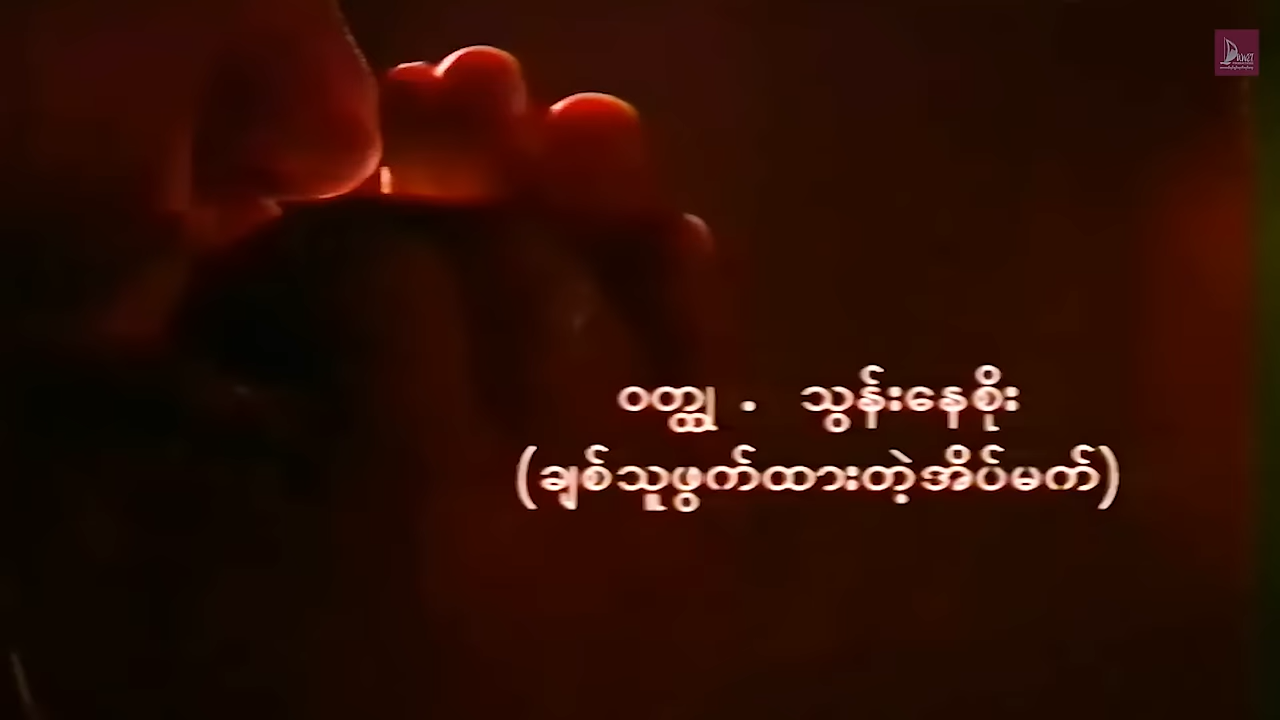 ဝတ္ထု . သွန်းနေစိုး
(ချစ်သူဖွက်ထားတဲ့အိပ်မက်)